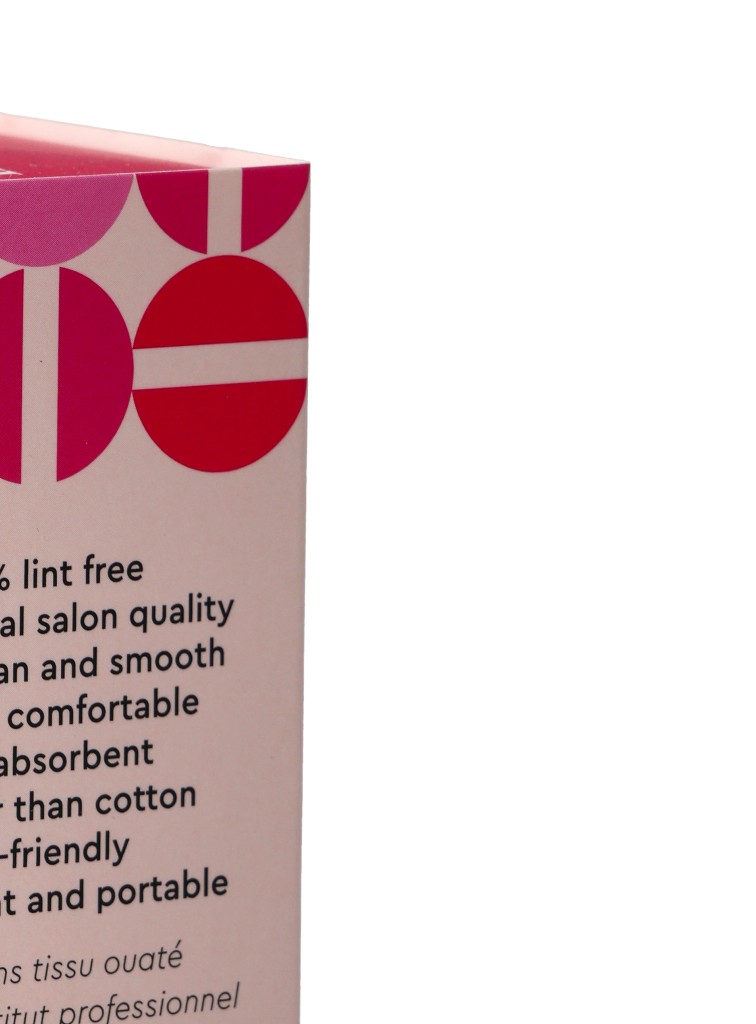 % lint free
al salon quality
an and smooth
comfortable
absorbent
r than cotton
-friendly
t and portable
ns tissu ouaté
titut professionnel